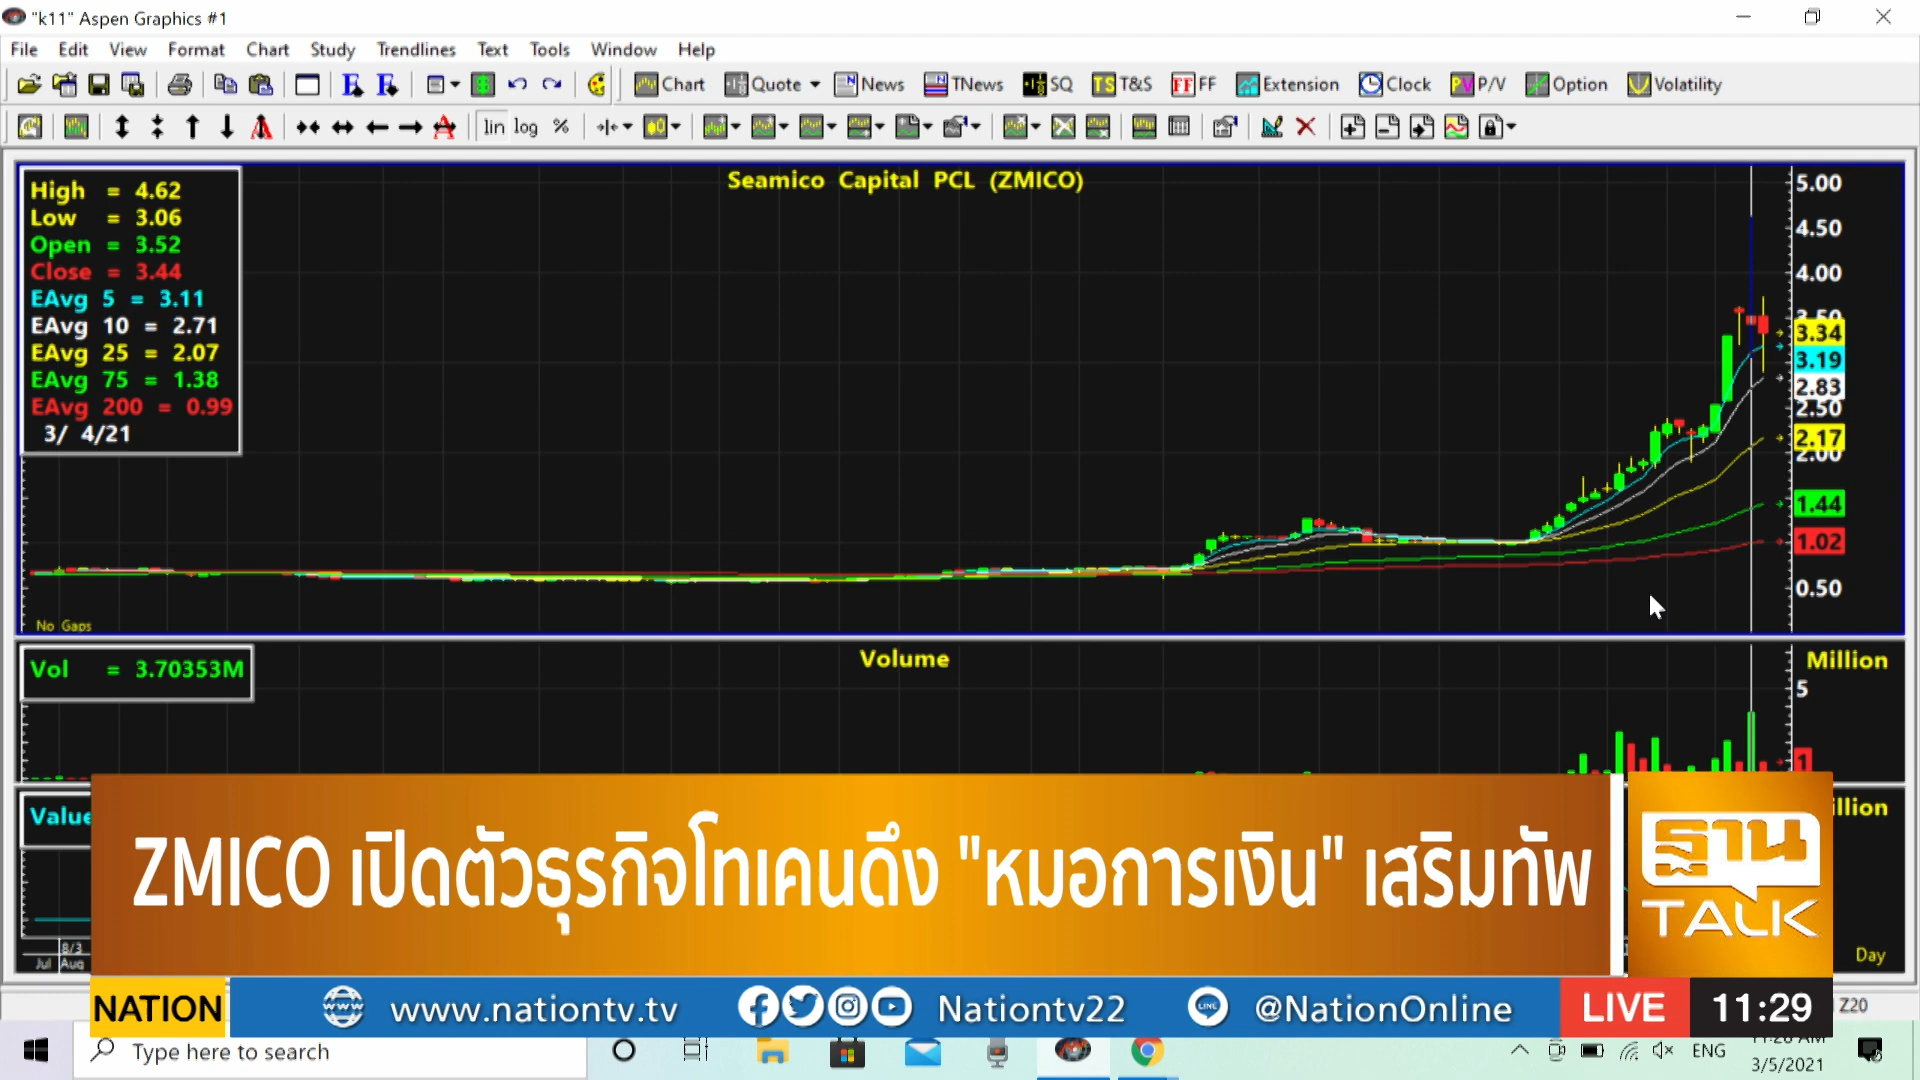 "k11" Aspen Graphics #1
File Edit View Format Chart Study Trendlines Text Tools Window Help
Chart Quote News TNews SQ T&S FF Extension Clock P/V Option Volatility
lin log %
Seamico Capital PCL (ZMICO)
High = 4.62
Low = 3.06
Open = 3.52
Close = 3.44
EAvg 5 = 3.11
EAvg 10 = 2.71
EAvg 25 = 2.07
EAvg 75 = 1.38
EAvg 200 = 0.99
3/ 4/21
5.00
4.50
4.00
3.50
3.34
3.19
2.83
2.50
2.17
2.00
1.44
1.02
0.50
No Gaps
Vol = 3.70353M
Volume
Million
5
1
Value
ZMICO เปิดตัวธุรกิจโทเคนดึง "หมอการเงิน" เสริมทัพ
ฐาน
TALK
8/3
Jul Aug
Day
NATION www.nationtv.tv Nationtv22 @NationOnline LIVE 11:29
Z20
Type here to search
ENG
3/5/2021